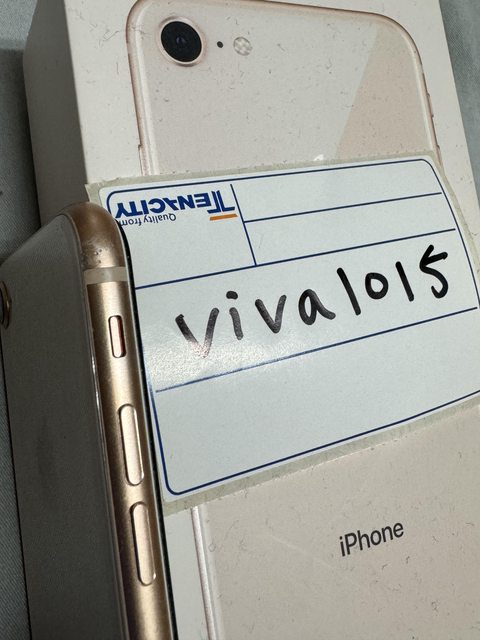 Quality from
TENACITY
viva1015
iPhone